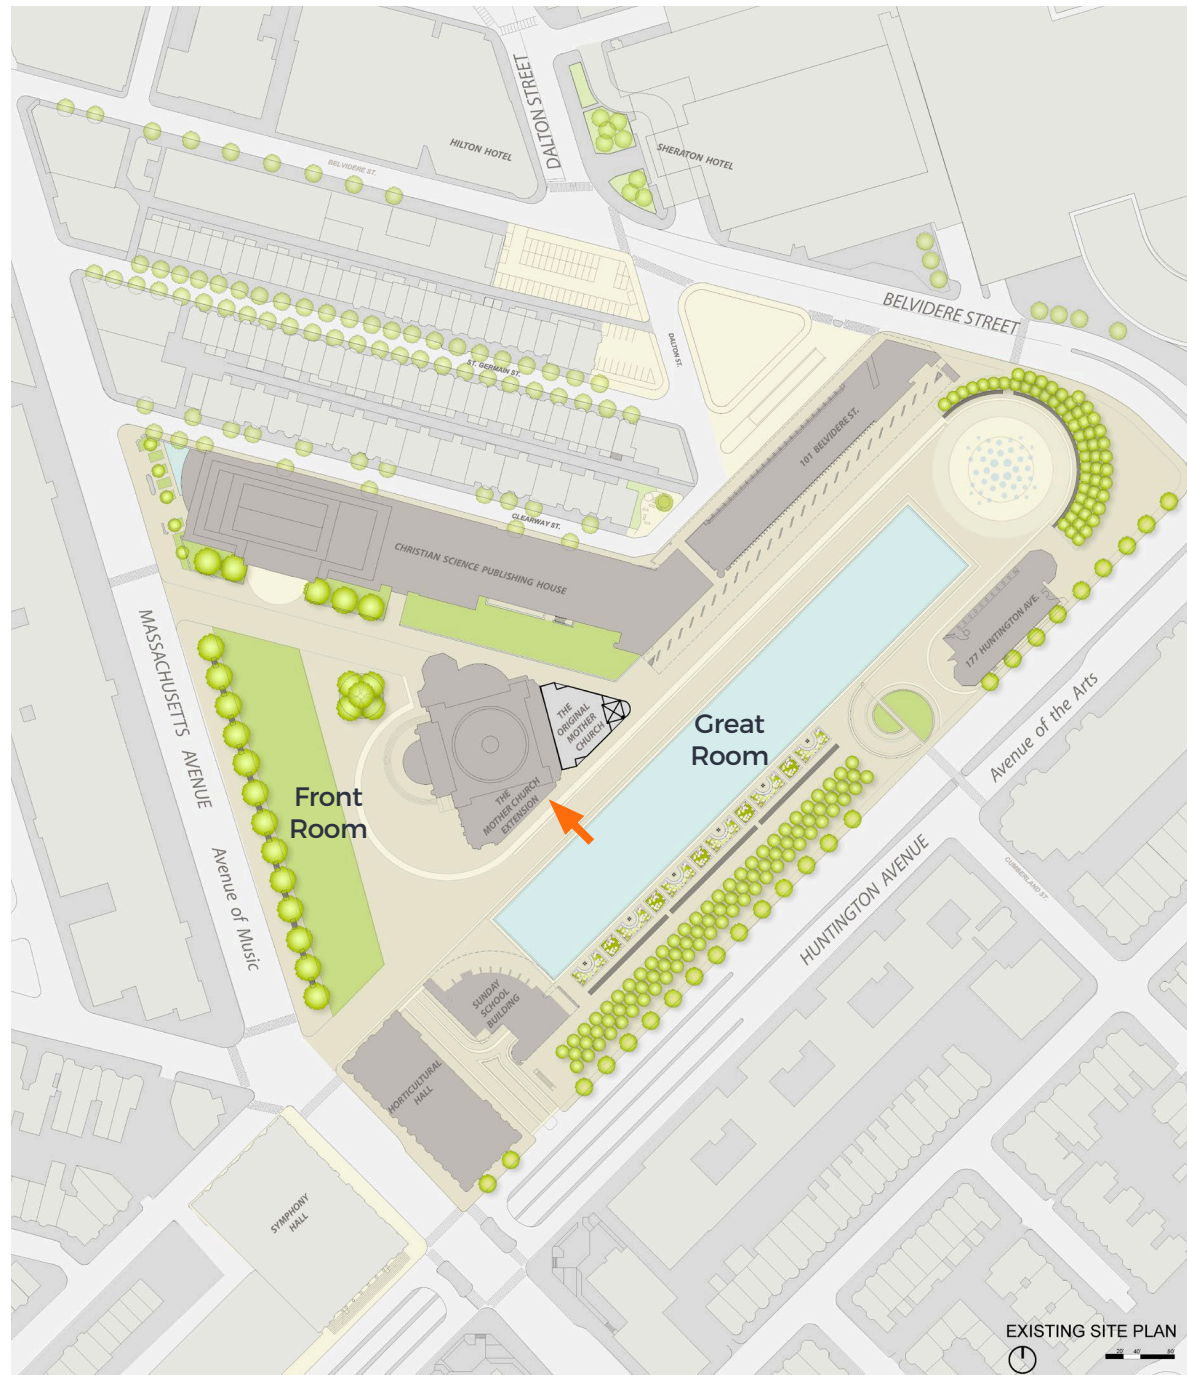 DALTON STREET
HILTON HOTEL
SHERATON HOTEL
BELVIDERE ST.
BELVIDERE STREET
DALTON ST.
ST. GERMAIN ST.
101 BELVIDERE ST.
CLEARWAY ST.
CHRISTIAN SCIENCE PUBLISHING HOUSE
177 HUNTINGTON AVE.
MASSACHUSETTS AVENUE
Avenue of Music
THE
ORIGINAL
MOTHER
CHURCH
Great
Room
Avenue of the Arts
Front
Room
THE
MOTHER CHURCH
EXTENSION
HUNTINGTON AVENUE
CUMBERLAND ST.
SUNDAY
SCHOOL
BUILDING
HORTICULTURAL
HALL
SYMPHONY
HALL
EXISTING SITE PLAN
20' 40' 80'